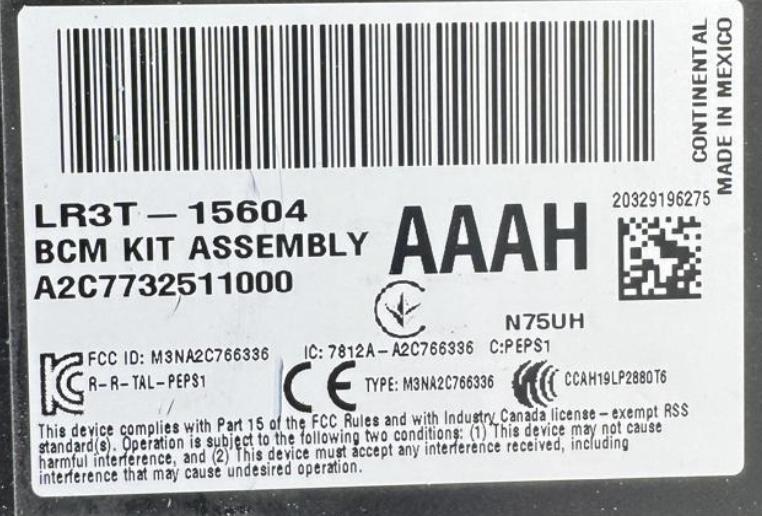 CONTINENTAL
MADE IN MEXICO
LR3T – 15604
BCM KIT ASSEMBLY
A2C7732511000
AAAH
20329196275
N75UH
FCC ID: M3NA2C766336
IC: 7812A – A2C766336 C:PEPS1
R–R–TAL–PEPS1
CE
TYPE: M3NA2C766336
CCAH19LP2880T6
This device complies with Part 15 of the FCC Rules and with Industry Canada license – exempt RSS
standard(s). Operation is subject to the following two conditions: (1) This device may not cause
harmful interference, and (2) This device must accept any interference received, including
interference that may cause undesired operation.